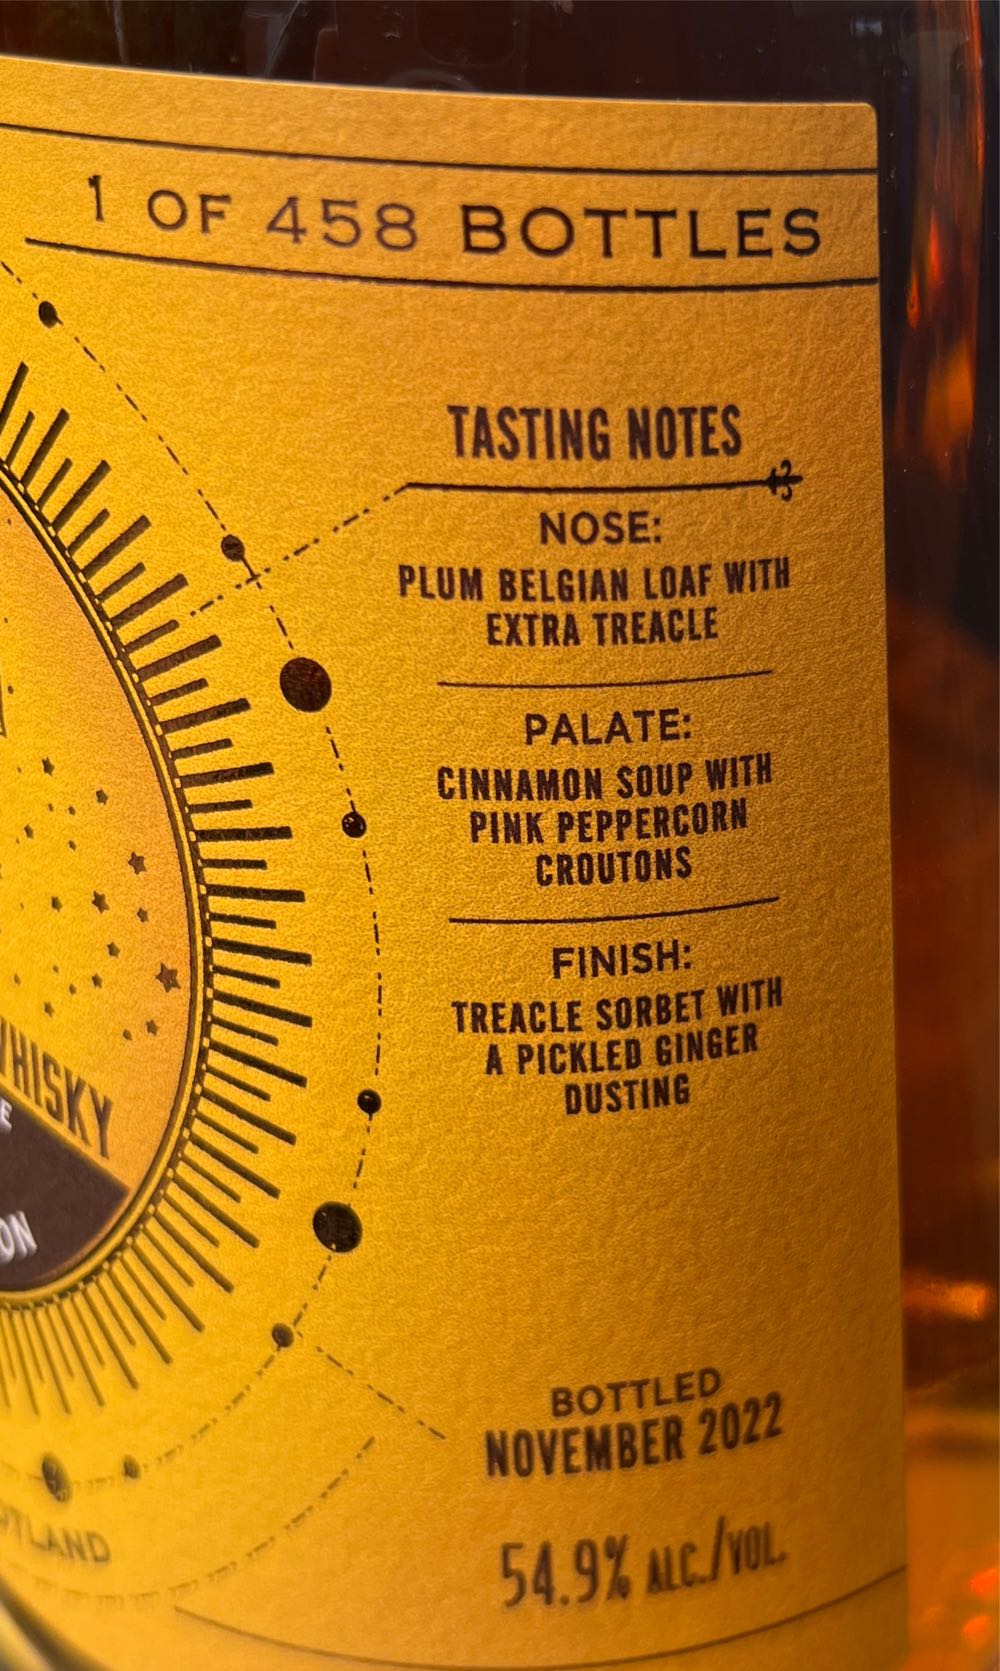 1 OF 458 BOTTLES
TASTING NOTES
NOSE:
PLUM BELGIAN LOAF WITH
EXTRA TREACLE
PALATE:
CINNAMON SOUP WITH
PINK PEPPERCORN
CROUTONS
FINISH:
TREACLE SORBET WITH
A PICKLED GINGER
DUSTING
WHISKY
BOTTLED
NOVEMBER 2022
54.9% ALC./VOL.